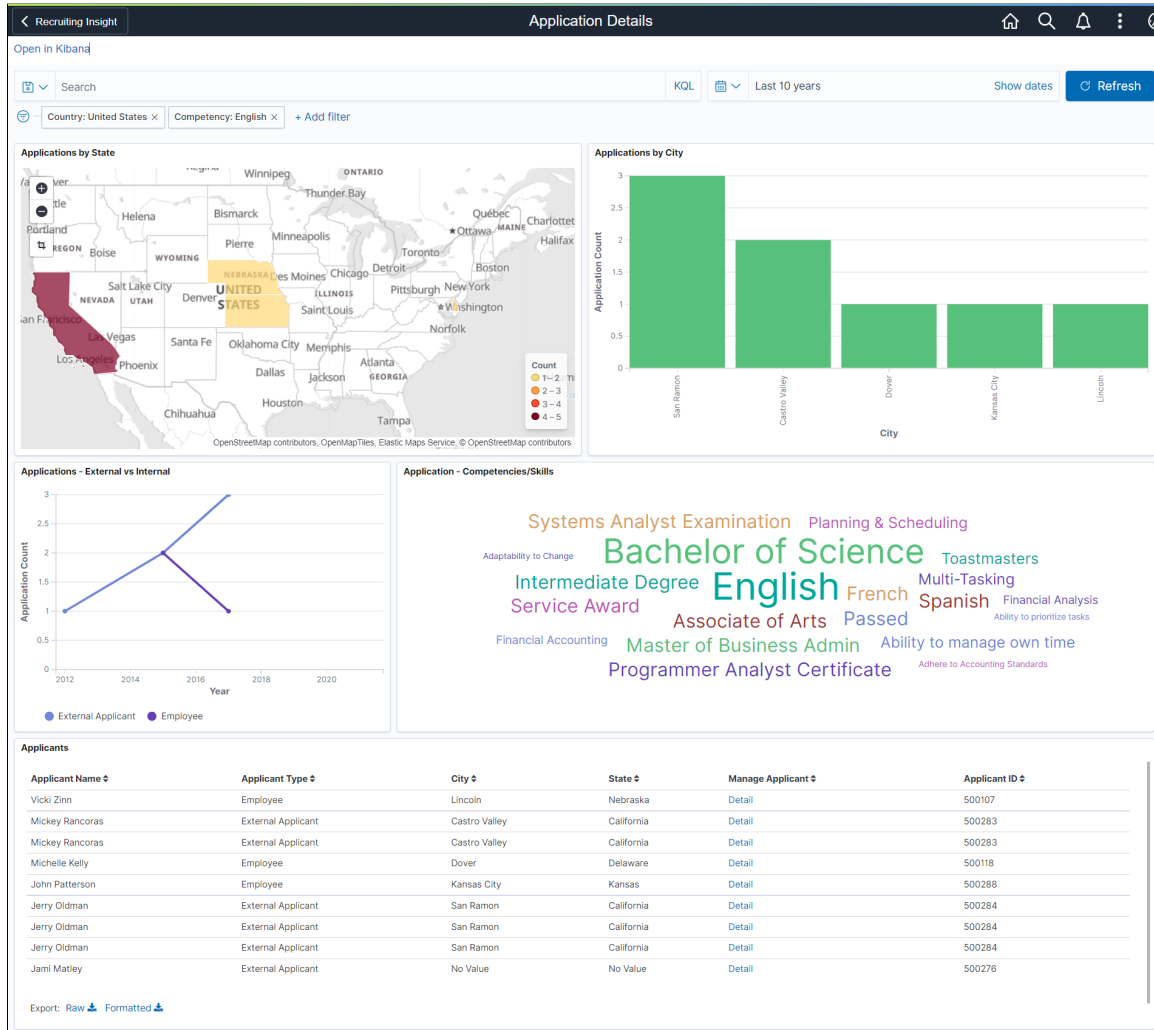 Recruiting Insight
Application Details
Open in Kibana
Search
KQL
Last 10 years
Show dates
Refresh
Country: United States ×
Competency: English ×
+ Add filter
Applications by State
Winnipeg
ONTARIO
Thunder Bay
Helena
Bismarck
Québec
Charlottet
Portland
Minneapolis
Ottawa
MAINE
Halifax
REGON
Boise
Pierre
Toronto
WYOMING
Boston
NEBRASKA
Des Moines
Chicago
Detroit
Salt Lake City
UNITED
STATES
Pittsburgh
New York
NEVADA
UTAH
Denver
ILLINOIS
Washington
San Francisco
Saint Louis
Norfolk
Las Vegas
Santa Fe
Oklahoma City
Memphis
Los Angeles
Phoenix
Atlanta
Dallas
Jackson
GEORGIA
Houston
Chihuahua
Tampa
Count
1 – 2
2 – 3
3 – 4
4 – 5
OpenStreetMap contributors, OpenMapTiles, Elastic Maps Service, © OpenStreetMap contributors
Applications by City
Application Count
3
2.5
2
1.5
1
0.5
0
San Ramon
Castro Valley
Dover
Kansas City
Lincoln
City
Applications - External vs Internal
Application Count
3
2.5
2
1.5
1
0.5
0
2012 2014 2016 2018 2020
Year
External Applicant Employee
Application - Competencies/Skills
Systems Analyst Examination
Planning & Scheduling
Adaptability to Change
Bachelor of Science
Toastmasters
Intermediate Degree
English
French
Multi-Tasking
Service Award
Spanish
Financial Analysis
Associate of Arts
Passed
Ability to prioritize tasks
Financial Accounting
Master of Business Admin
Ability to manage own time
Programmer Analyst Certificate
Adhere to Accounting Standards
Applicants
Applicant Name Applicant Type City State Manage Applicant Applicant ID
Vicki Zinn Employee Lincoln Nebraska Detail 500107
Mickey Rancoras External Applicant Castro Valley California Detail 500283
Mickey Rancoras External Applicant Castro Valley California Detail 500283
Michelle Kelly Employee Dover Delaware Detail 500118
John Patterson Employee Kansas City Kansas Detail 500288
Jerry Oldman External Applicant San Ramon California Detail 500284
Jerry Oldman External Applicant San Ramon California Detail 500284
Jerry Oldman External Applicant San Ramon California Detail 500284
Jami Matley External Applicant No Value No Value Detail 500276
Export: Raw Formatted